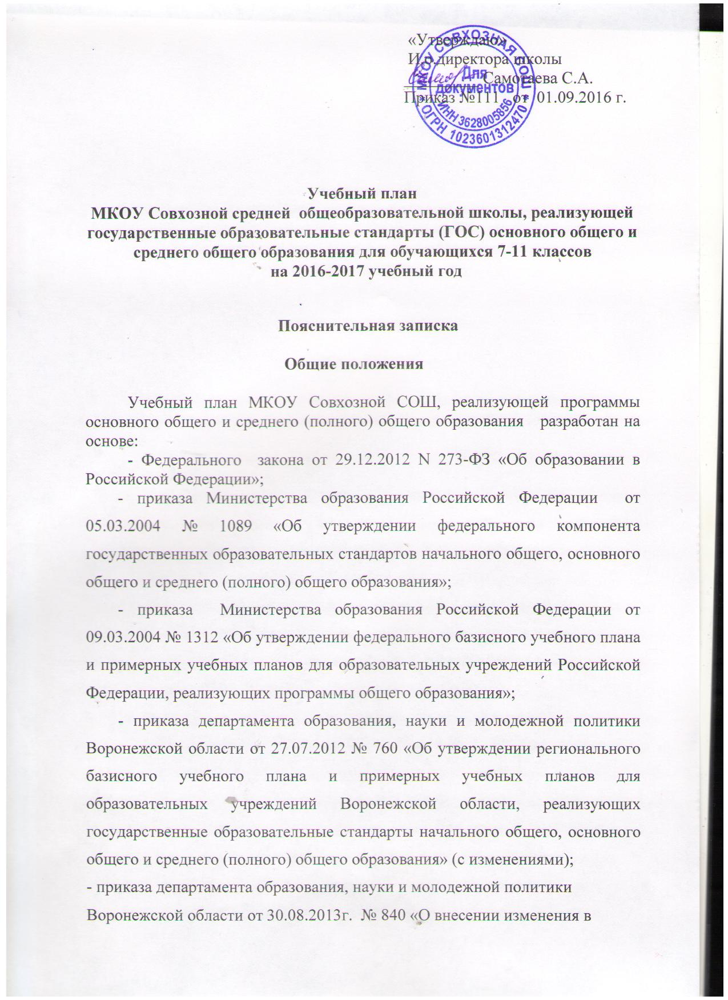 «Утверждаю»
И.о.директора школы
Самотаева С.А.
Приказ №111 от 01.09.2016 г.
* МКОУ СОВХОЗНАЯ СОШ *
ОГРН 1023601312470
ИНН 3628005856
Для
документов
Учебный план
МКОУ Совхозной средней общеобразовательной школы, реализующей
государственные образовательные стандарты (ГОС) основного общего и
среднего общего образования для обучающихся 7-11 классов
на 2016-2017 учебный год
Пояснительная записка
Общие положения
Учебный план МКОУ Совхозной СОШ, реализующей программы
основного общего и среднего (полного) общего образования разработан на
основе:
- Федерального закона от 29.12.2012 N 273-ФЗ «Об образовании в
Российской Федерации»;
- приказа Министерства образования Российской Федерации от
05.03.2004 № 1089 «Об утверждении федерального компонента
государственных образовательных стандартов начального общего, основного
общего и среднего (полного) общего образования»;
- приказа Министерства образования Российской Федерации от
09.03.2004 № 1312 «Об утверждении федерального базисного учебного плана
и примерных учебных планов для образовательных учреждений Российской
Федерации, реализующих программы общего образования»;
- приказа департамента образования, науки и молодежной политики
Воронежской области от 27.07.2012 № 760 «Об утверждении регионального
базисного учебного плана и примерных учебных планов для
образовательных учреждений Воронежской области, реализующих
государственные образовательные стандарты начального общего, основного
общего и среднего (полного) общего образования» (с изменениями);
- приказа департамента образования, науки и молодежной политики
Воронежской области от 30.08.2013г. № 840 «О внесении изменения в